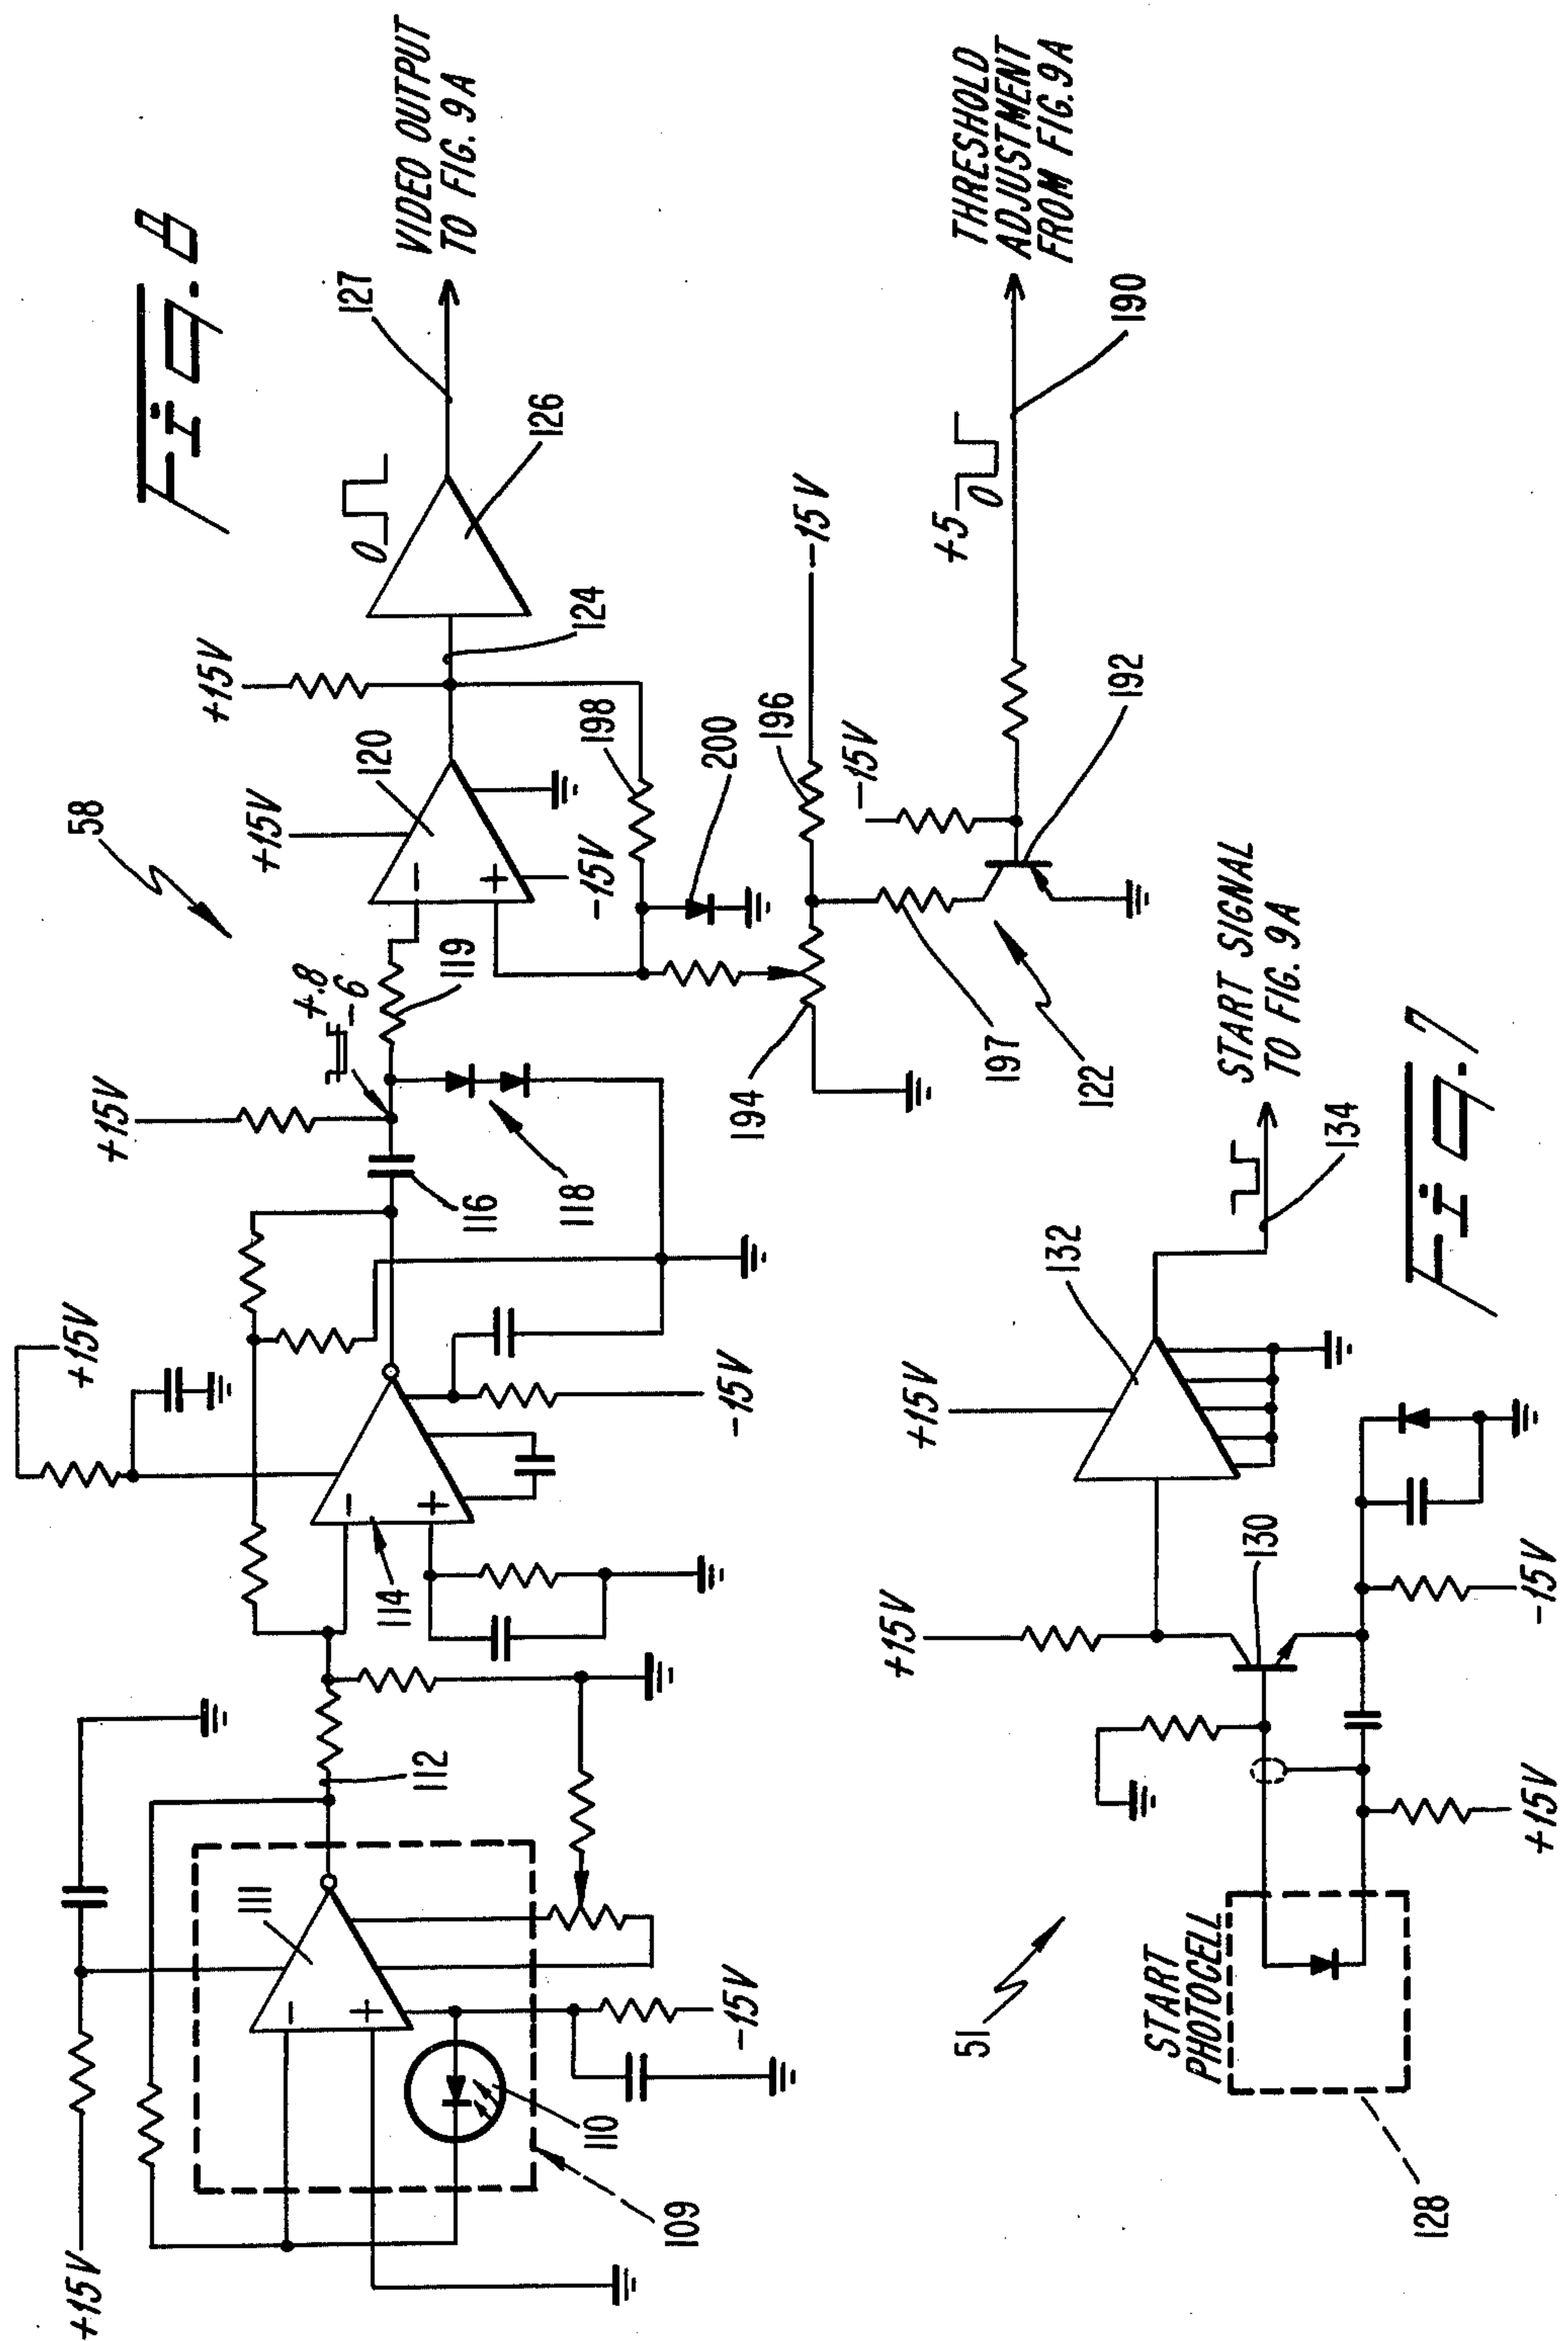 Fig. 8
58
+15V
+15V
+15V
+15V
+15V
111
112
114
116
118
+.8
-6
119
120
124
126
127
0
VIDEO OUTPUT
TO FIG. 9A
109
110
-15V
-15V
-15V
198
200
194
196
-15V
197
122
-15V
192
+5
0
190
THRESHOLD
ADJUSTMENT
FROM FIG. 9A
Fig. 7
51
START
PHOTOCELL
128
+15V
130
-15V
+15V
+15V
132
134
START SIGNAL
TO FIG. 9A